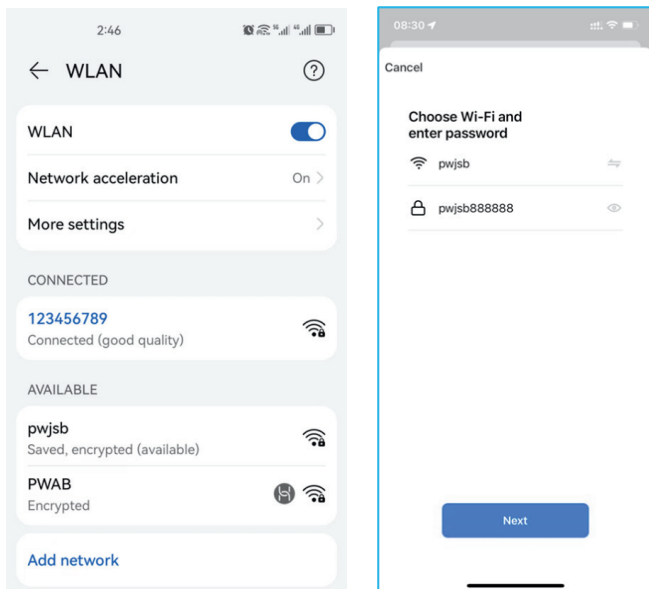 2:46
WLAN
WLAN
Network acceleration On
More settings
CONNECTED
123456789
Connected (good quality)
AVAILABLE
pwjsb
Saved, encrypted (available)
PWAB
Encrypted
Add network
08:30
Cancel
Choose Wi-Fi and
enter password
pwjsb
pwjsb888888
Next